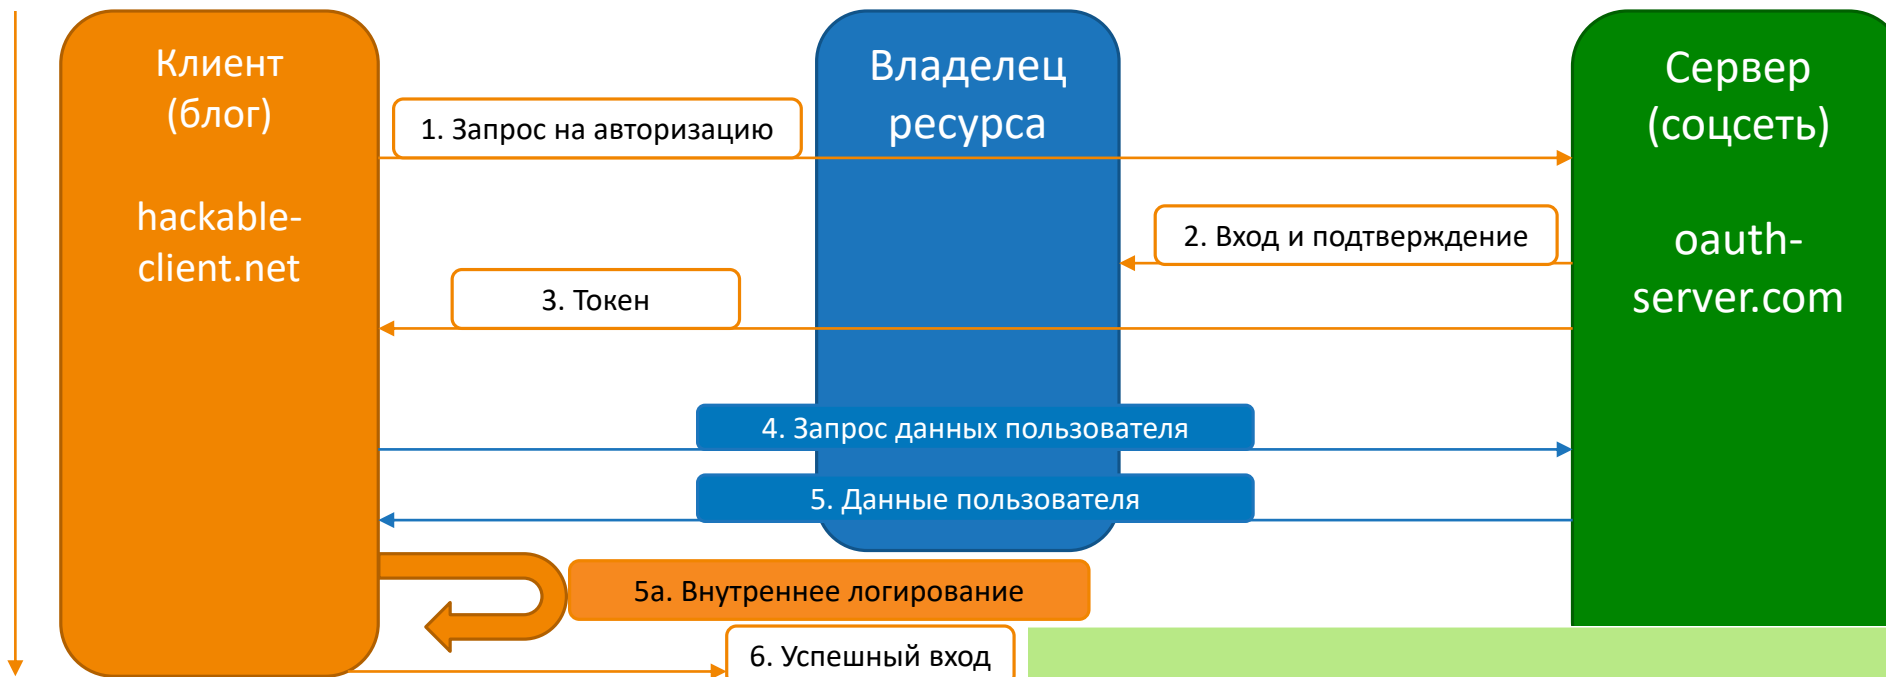 Клиент
(блог)
hackable-
client.net
Владелец
ресурса
Сервер
(соцсеть)
oauth-
server.com
1. Запрос на авторизацию
2. Вход и подтверждение
3. Токен
4. Запрос данных пользователя
5. Данные пользователя
5а. Внутреннее логирование
6. Успешный вход